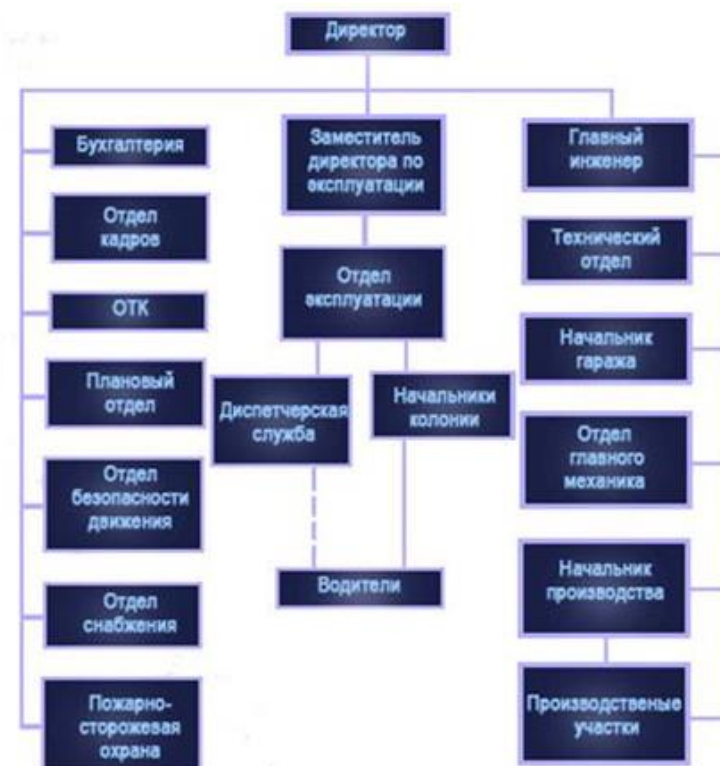 Директор
Бухгалтерия
Отдел
кадров
ОТК
Плановый
отдел
Отдел
безопасности
движения
Отдел
снабжения
Пожарно-
сторожевая
охрана
Заместитель
директора по
эксплуатации
Отдел
эксплуатации
Диспетчерская
служба
Начальники
колонии
Водители
Главный
инженер
Технический
отдел
Начальник
гаража
Отдел
главного
механика
Начальник
производства
Производственые
участки